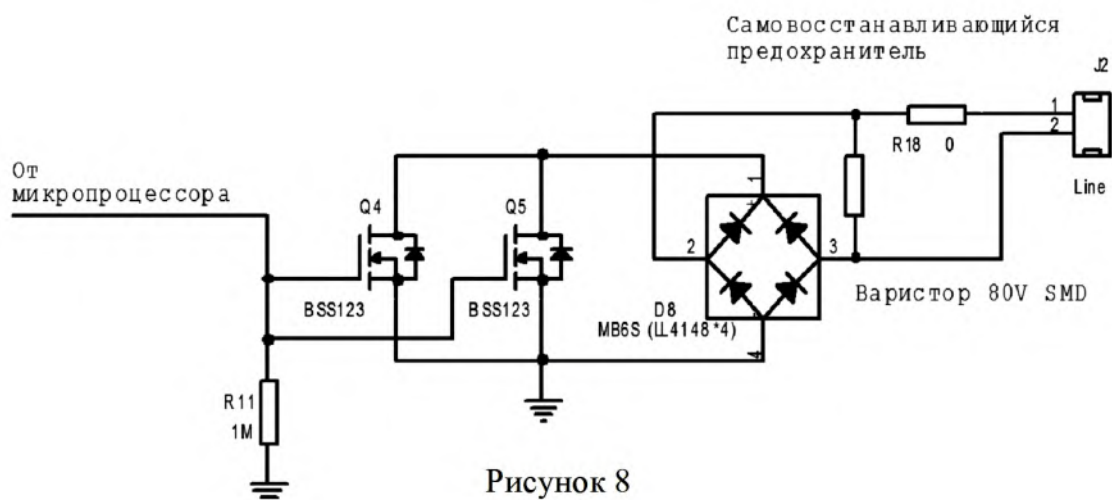 Самовосстанавливающийся
предохранитель
J2
1
2
R18 0
Line
От
микропроцессора
Q4
Q5
1
2
3
4
BSS123
BSS123
D8
MB6S (LL4148*4)
Варистор 80V SMD
R11
1M
Рисунок 8